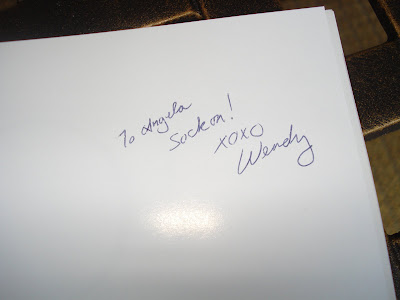 To Angela
Sock on!
XOXO
Wendy